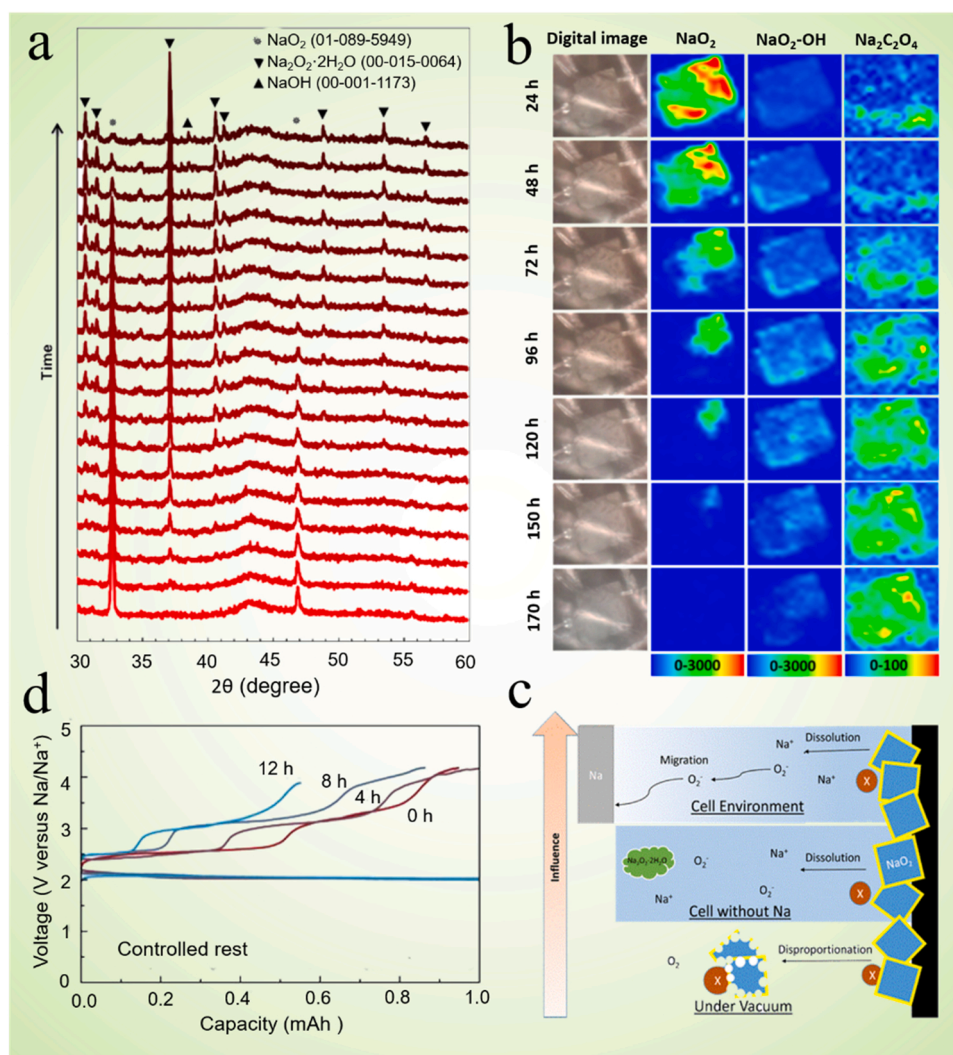 a
NaO₂ (01-089-5949)
Na₂O₂·2H₂O (00-015-0064)
NaOH (00-001-1173)
Time
30 35 40 45 50 55 60
2θ (degree)
b
Digital image NaO₂ NaO₂-OH Na₂C₂O₄
24 h
48 h
72 h
96 h
120 h
150 h
170 h
0-3000 0-3000 0-100
d
Voltage (V versus Na/Na⁺)
5
4
3
2
1
0
12 h
8 h
4 h
0 h
Controlled rest
0.0 0.2 0.4 0.6 0.8 1.0
Capacity (mAh )
c
Influence
Na
Migration
O₂⁻
O₂⁻
Na⁺
Na⁺
Dissolution
X
Cell Environment
Na₂O₂·2H₂O
O₂⁻
Na⁺
Na⁺
O₂⁻
Dissolution
NaO₂
X
Cell without Na
O₂
Disproportionation
X
X
Under Vacuum